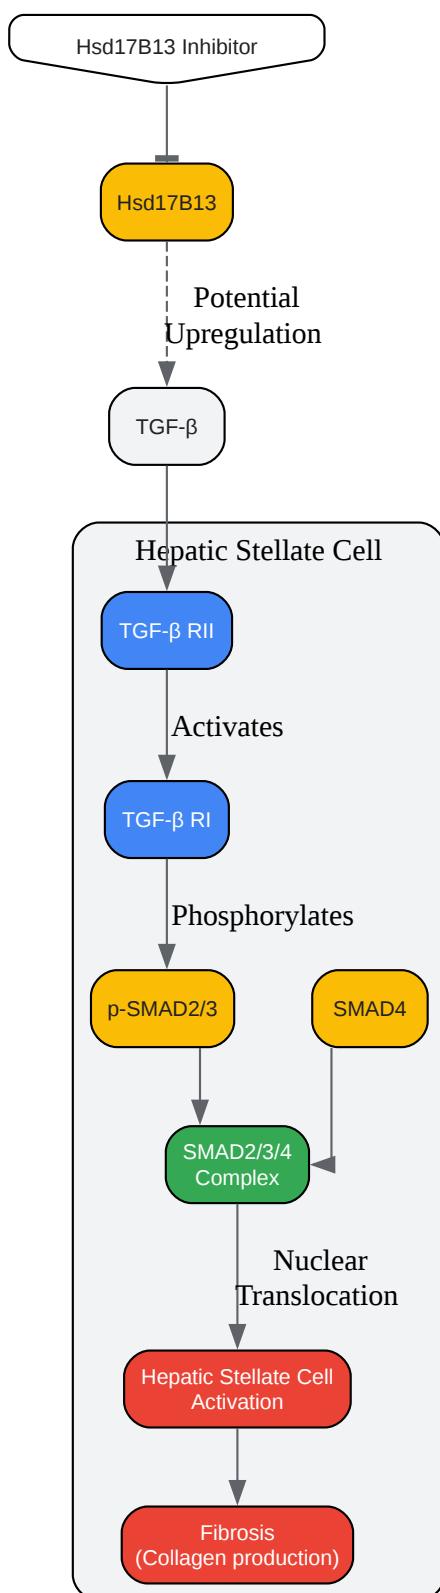 Hsd17B13 Inhibitor
Hsd17B13
Potential
Upregulation
TGF-β
Hepatic Stellate Cell
TGF-β RII
Activates
TGF-β RI
Phosphorylates
p-SMAD2/3
SMAD4
SMAD2/3/4
Complex
Nuclear
Translocation
Hepatic Stellate Cell
Activation
Fibrosis
(Collagen production)